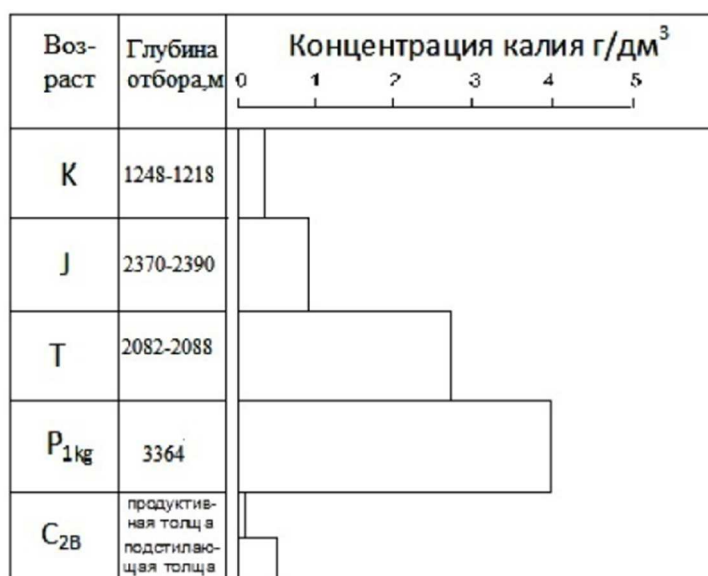 Воз-
раст
Глубина
отбора,м
Концентрация калия г/дм³
0 1 2 3 4 5
K
1248-1218
J
2370-2390
T
2082-2088
P1kg
3364
C2B
продуктив-
ная толща
подстилаю-
щая толща